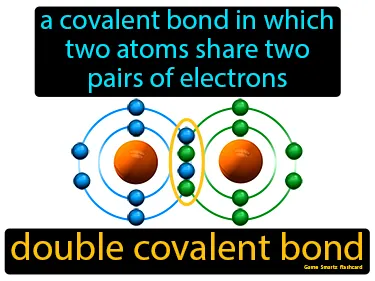 a covalent bond in which
two atoms share two
pairs of electrons
double covalent bond
Game Smartz flashcard